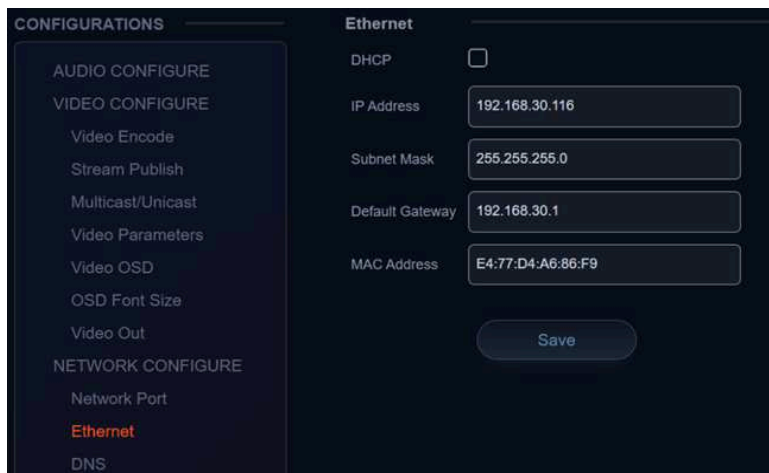 CONFIGURATIONS
AUDIO CONFIGURE
VIDEO CONFIGURE
Video Encode
Stream Publish
Multicast/Unicast
Video Parameters
Video OSD
OSD Font Size
Video Out
NETWORK CONFIGURE
Network Port
Ethernet
DNS
Ethernet
DHCP
IP Address 192.168.30.116
Subnet Mask 255.255.255.0
Default Gateway 192.168.30.1
MAC Address E4:77:D4:A6:86:F9
Save